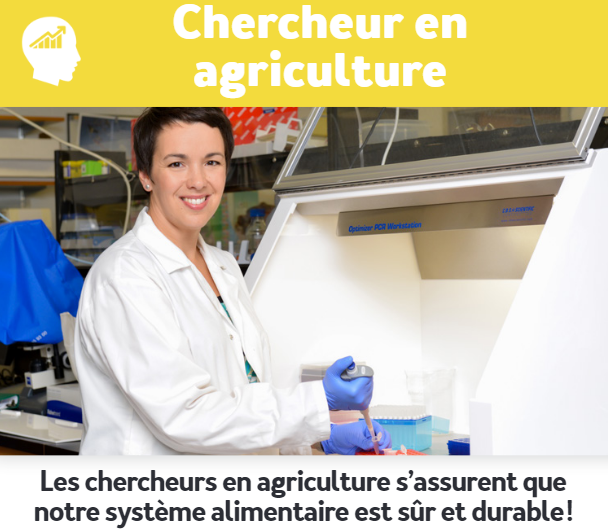 Chercheur en
agriculture
Optimizer PCR Workstation
Les chercheurs en agriculture s’assurent que
notre système alimentaire est sûr et durable!